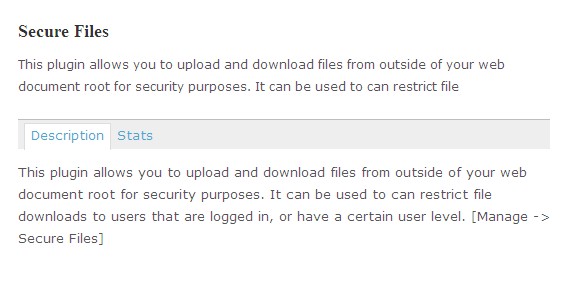 Secure Files
This plugin allows you to upload and download files from outside of your web
document root for security purposes. It can be used to can restrict file
Description Stats
This plugin allows you to upload and download files from outside of your web
document root for security purposes. It can be used to can restrict file
downloads to users that are logged in, or have a certain user level. [Manage ->
Secure Files]